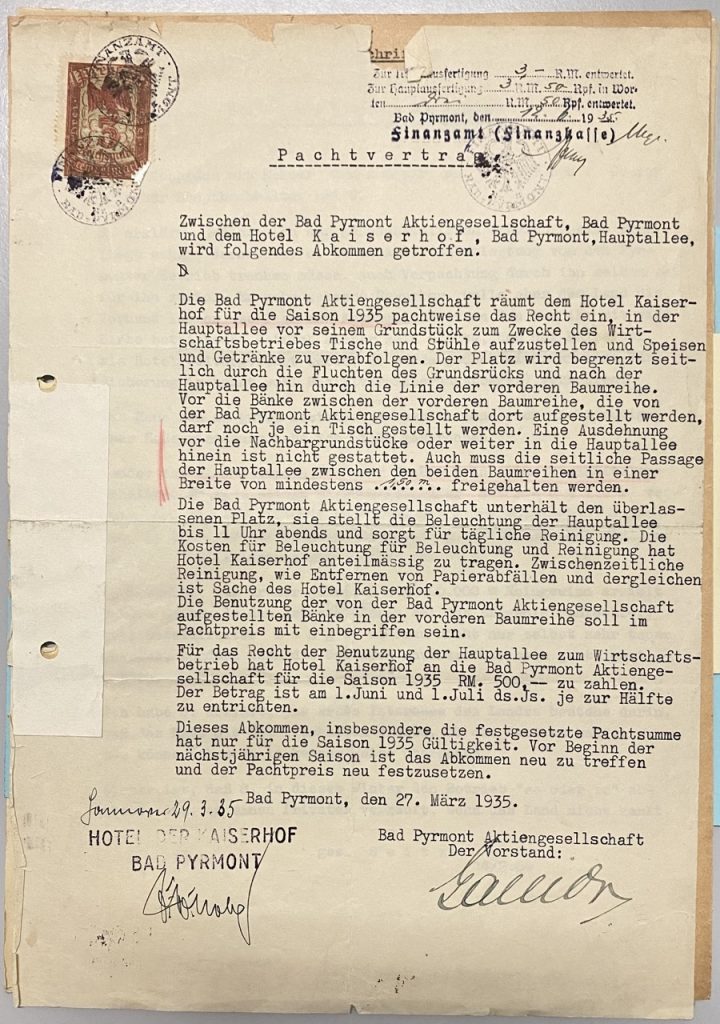 FINANZAMT
BAD-PYRMONT
Zur Hauptausfertigung 3 R.M. 50 Rpf. in Wor-
ten drei R.M. 50 Rpf. entwertet.
Bad Pyrmont, den 1935
Finanzamt (Finanzkasse)
Pachtvertrag
Zwischen der Bad Pyrmont Aktiengesellschaft, Bad Pyrmont
und dem Hotel K a i s e r h o f , Bad Pyrmont,Hauptallee,
wird folgendes Abkommen getroffen.
D
Die Bad Pyrmont Aktiengesellschaft räumt dem Hotel Kaiser-
hof für die Saison 1935 pachtweise das Recht ein, in der
Hauptallee vor seinem Grundstück zum Zwecke des Wirt-
schaftsbetriebes Tische und Stühle aufzustellen und Speisen
und Getränke zu verabfolgen. Der Platz wird begrenzt seit-
lich durch die Fluchten des Grundsrücks und nach der
Hauptallee hin durch die Linie der vorderen Baumreihe.
Vor die Bänke zwischen der vorderen Baumreihe, die von
der Bad Pyrmont Aktiengesellschaft dort aufgestellt werden,
darf noch je ein Tisch gestellt werden. Eine Ausdehnung
vor die Nachbargrundstücke oder weiter in die Hauptallee
hinein ist nicht gestattet. Auch muss die seitliche Passage
der Hauptallee zwischen den beiden Baumreihen in einer
Breite von mindestens 1,50 m freigehalten werden.
Die Bad Pyrmont Aktiengesellschaft unterhält den überlas-
senen Platz, sie stellt die Beleuchtung der Hauptallee
bis 11 Uhr abends und sorgt für tägliche Reinigung. Die
Kosten für Beleuchtung für Beleuchtung und Reinigung hat
Hotel Kaiserhof anteilmässig zu tragen. Zwischenzeitliche
Reinigung, wie Entfernen von Papierabfällen und dergleichen
ist Sache des Hotel Kaiserhof.
Die Benutzung der von der Bad Pyrmont Aktiengesellschaft
aufgestellten Bänke in der vorderen Baumreihe soll im
Pachtpreis mit einbegriffen sein.
Für das Recht der Benutzung der Hauptallee zum Wirtschafts-
betrieb hat Hotel Kaiserhof an die Bad Pyrmont Aktienge-
sellschaft für die Saison 1935 RM. 500,-- zu zahlen.
Der Betrag ist am 1.Juni und 1.Juli ds.Js. je zur Hälfte
zu entrichten.
Dieses Abkommen, insbesondere die festgesetzte Pachtsumme
hat nur für die Saison 1935 Gültigkeit. Vor Beginn der
nächstjährigen Saison ist das Abkommen neu zu treffen
und der Pachtpreis neu festzusetzen.
Bad Pyrmont, den 27. März 1935.
Hannover 29.3.35
HOTEL DER KAISERHOF
BAD PYRMONT
Bad Pyrmont Aktiengesellschaft
Der Vorstand: